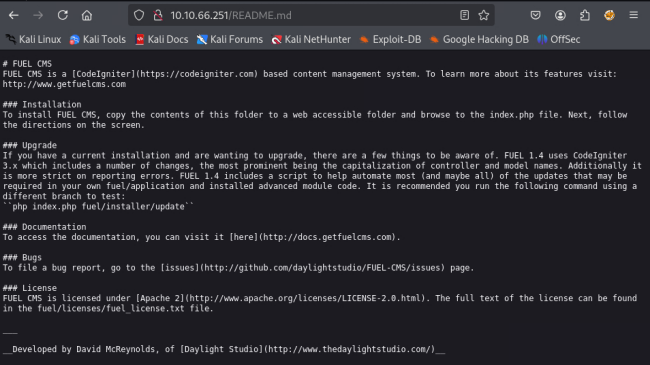 10.10.66.251/README.md
Kali Linux Kali Tools Kali Docs Kali Forums Kali NetHunter Exploit-DB Google Hacking DB OffSec
# FUEL CMS
FUEL CMS is a [CodeIgniter](https://codeigniter.com) based content management system. To learn more about its features visit:
http://www.getfuelcms.com
### Installation
To install FUEL CMS, copy the contents of this folder to a web accessible folder and browse to the index.php file. Next, follow
the directions on the screen.
### Upgrade
If you have a current installation and are wanting to upgrade, there are a few things to be aware of. FUEL 1.4 uses CodeIgniter
3.x which includes a number of changes, the most prominent being the capitalization of controller and model names. Additionally it
is more strict on reporting errors. FUEL 1.4 includes a script to help automate most (and maybe all) of the updates that may be
required in your own fuel/application and installed advanced module code. It is recommended you run the following command using a
different branch to test:
``php index.php fuel/installer/update``
### Documentation
To access the documentation, you can visit it [here](http://docs.getfuelcms.com).
### Bugs
To file a bug report, go to the [issues](http://github.com/daylightstudio/FUEL-CMS/issues) page.
### License
FUEL CMS is licensed under [Apache 2](http://www.apache.org/licenses/LICENSE-2.0.html). The full text of the license can be found
in the fuel/licenses/fuel_license.txt file.
___
__Developed by David McReynolds, of [Daylight Studio](http://www.thedaylightstudio.com/)__